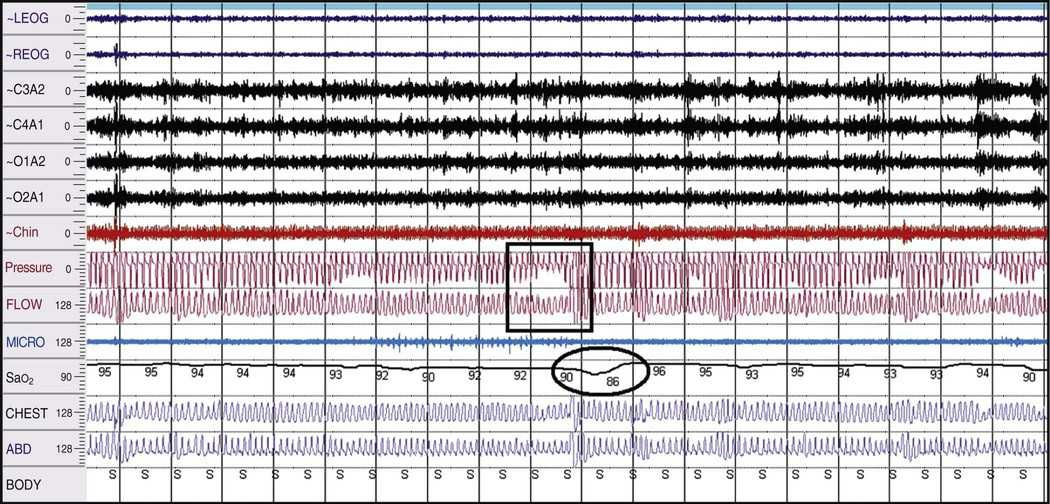 ~LEOG 0
~REOG 0
~C3A2 0
~C4A1 0
~O1A2 0
~O2A1 0
~Chin 0
Pressure 0
FLOW 128
MICRO 128
SaO₂ 90 95 95 94 94 94 93 92 90 92 92 90 86 96 95 93 95 94 93 93 94 90
CHEST 128
ABD 128
BODY S S S S S S S S S S S S S S S S S S S S S S S S S S S S S